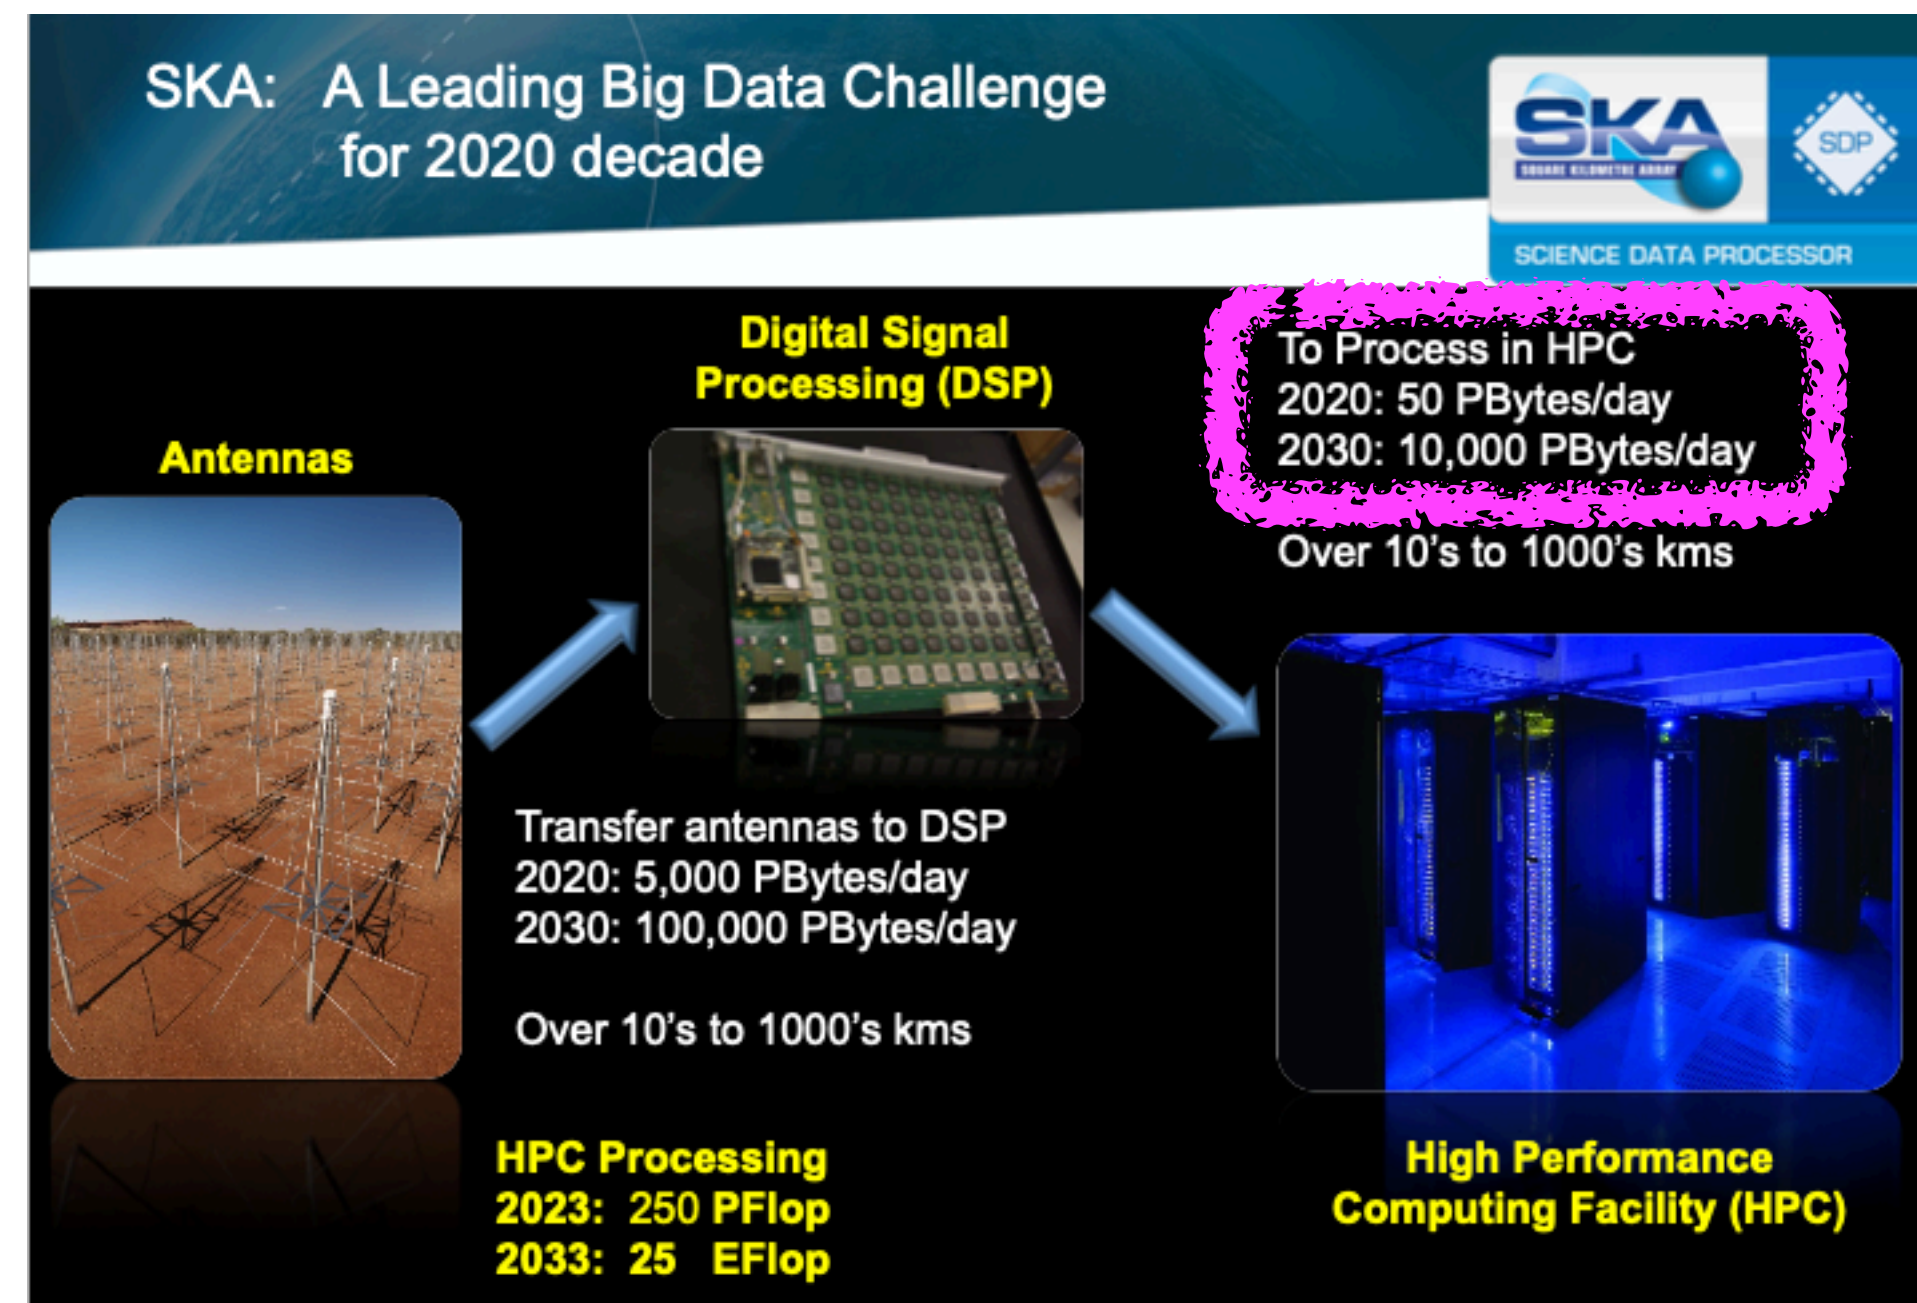 SKA: A Leading Big Data Challenge
for 2020 decade
SKA
SQUARE KILOMETRE ARRAY
SDP
SCIENCE DATA PROCESSOR
Antennas
Digital Signal
Processing (DSP)
To Process in HPC
2020: 50 PBytes/day
2030: 10,000 PBytes/day
Over 10's to 1000's kms
Transfer antennas to DSP
2020: 5,000 PBytes/day
2030: 100,000 PBytes/day
Over 10's to 1000's kms
HPC Processing
2023: 250 PFlop
2033: 25 EFlop
High Performance
Computing Facility (HPC)